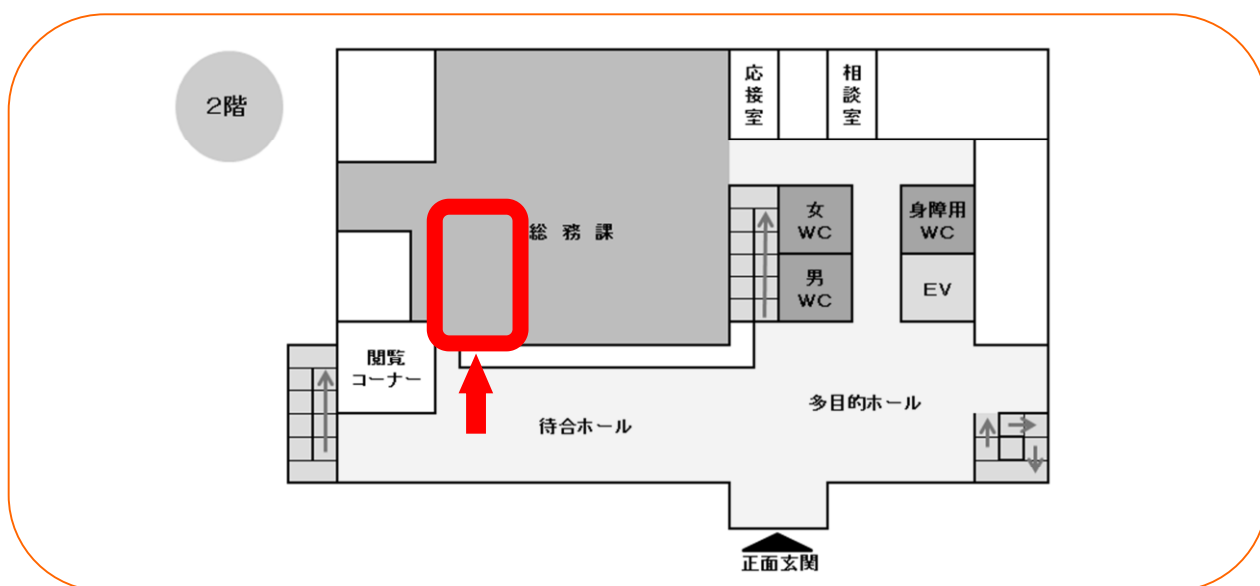 2階
応接室
相談室
総務課
女
WC
男
WC
身障用
WC
EV
閲覧
コーナー
待合ホール
多目的ホール
正面玄関